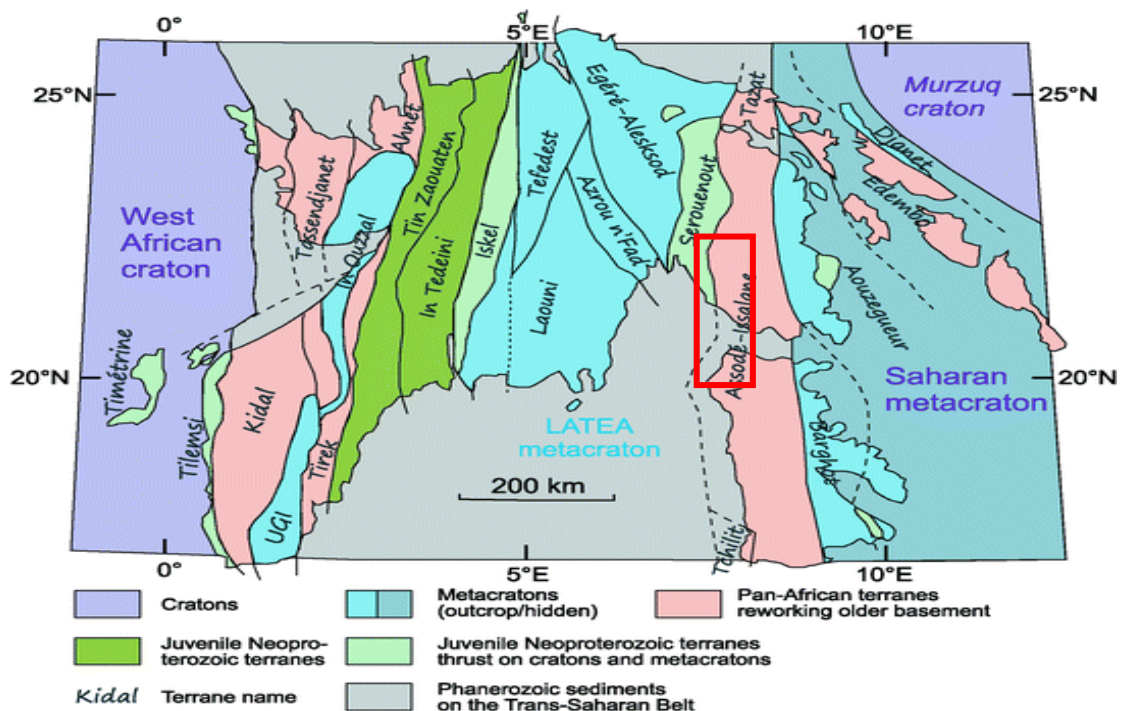 0°
5°E
10°E
25°N
25°N
Murzuq
craton
West
African
craton
Tassendjanet
Ahnet
In Ouzzal
Tin Zaouaten
In Tedeini
Iskel
Tefedest
Laouni
Azrou n'Fad
Egéré-Aleksod
Serouenout
Tazat
Assodé-Issalane
Djanet
Edembo
Aouzegueur
Timétrine
Tilemsi
Kidal
UGI
Tirek
20°N
20°N
LATEA
metacraton
Saharan
metacraton
Barghot
200 km
Tchilit
0°
5°E
10°E
Cratons
Metacratons
(outcrop/hidden)
Pan-African terranes
reworking older basement
Juvenile Neopro-
terozoic terranes
Juvenile Neoproterozoic terranes
thrust on cratons and metacratons
Kidal Terrane name
Phanerozoic sediments
on the Trans-Saharan Belt